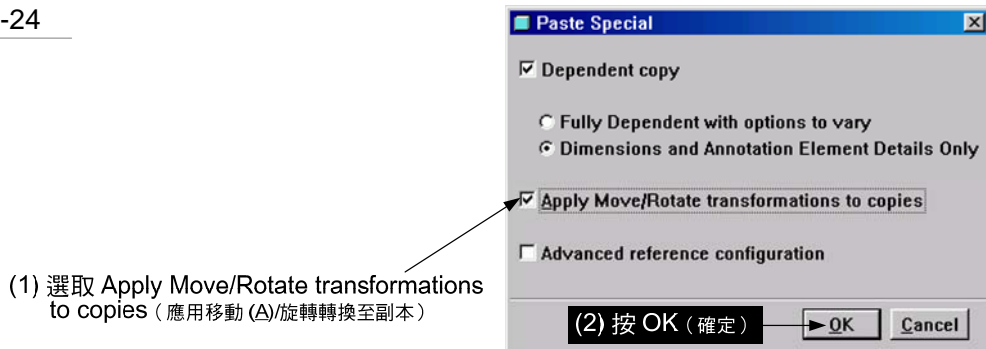 -24
Paste Special
Dependent copy
Fully Dependent with options to vary
Dimensions and Annotation Element Details Only
Apply Move/Rotate transformations to copies
Advanced reference configuration
(1) 選取 Apply Move/Rotate transformations
to copies（應用移動 (A)/旋轉轉換至副本）
(2) 按 OK（確定）
OK Cancel